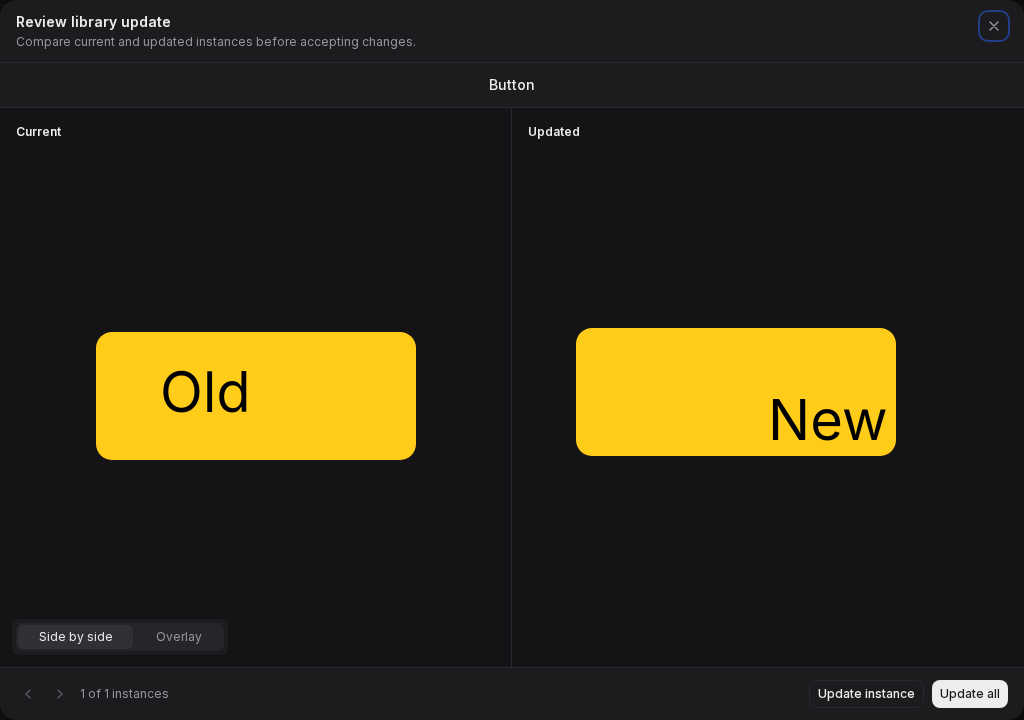 Review library update
Compare current and updated instances before accepting changes.
Button
Current
Updated
Old
New
Side by side
Overlay
1 of 1 instances
Update instance
Update all